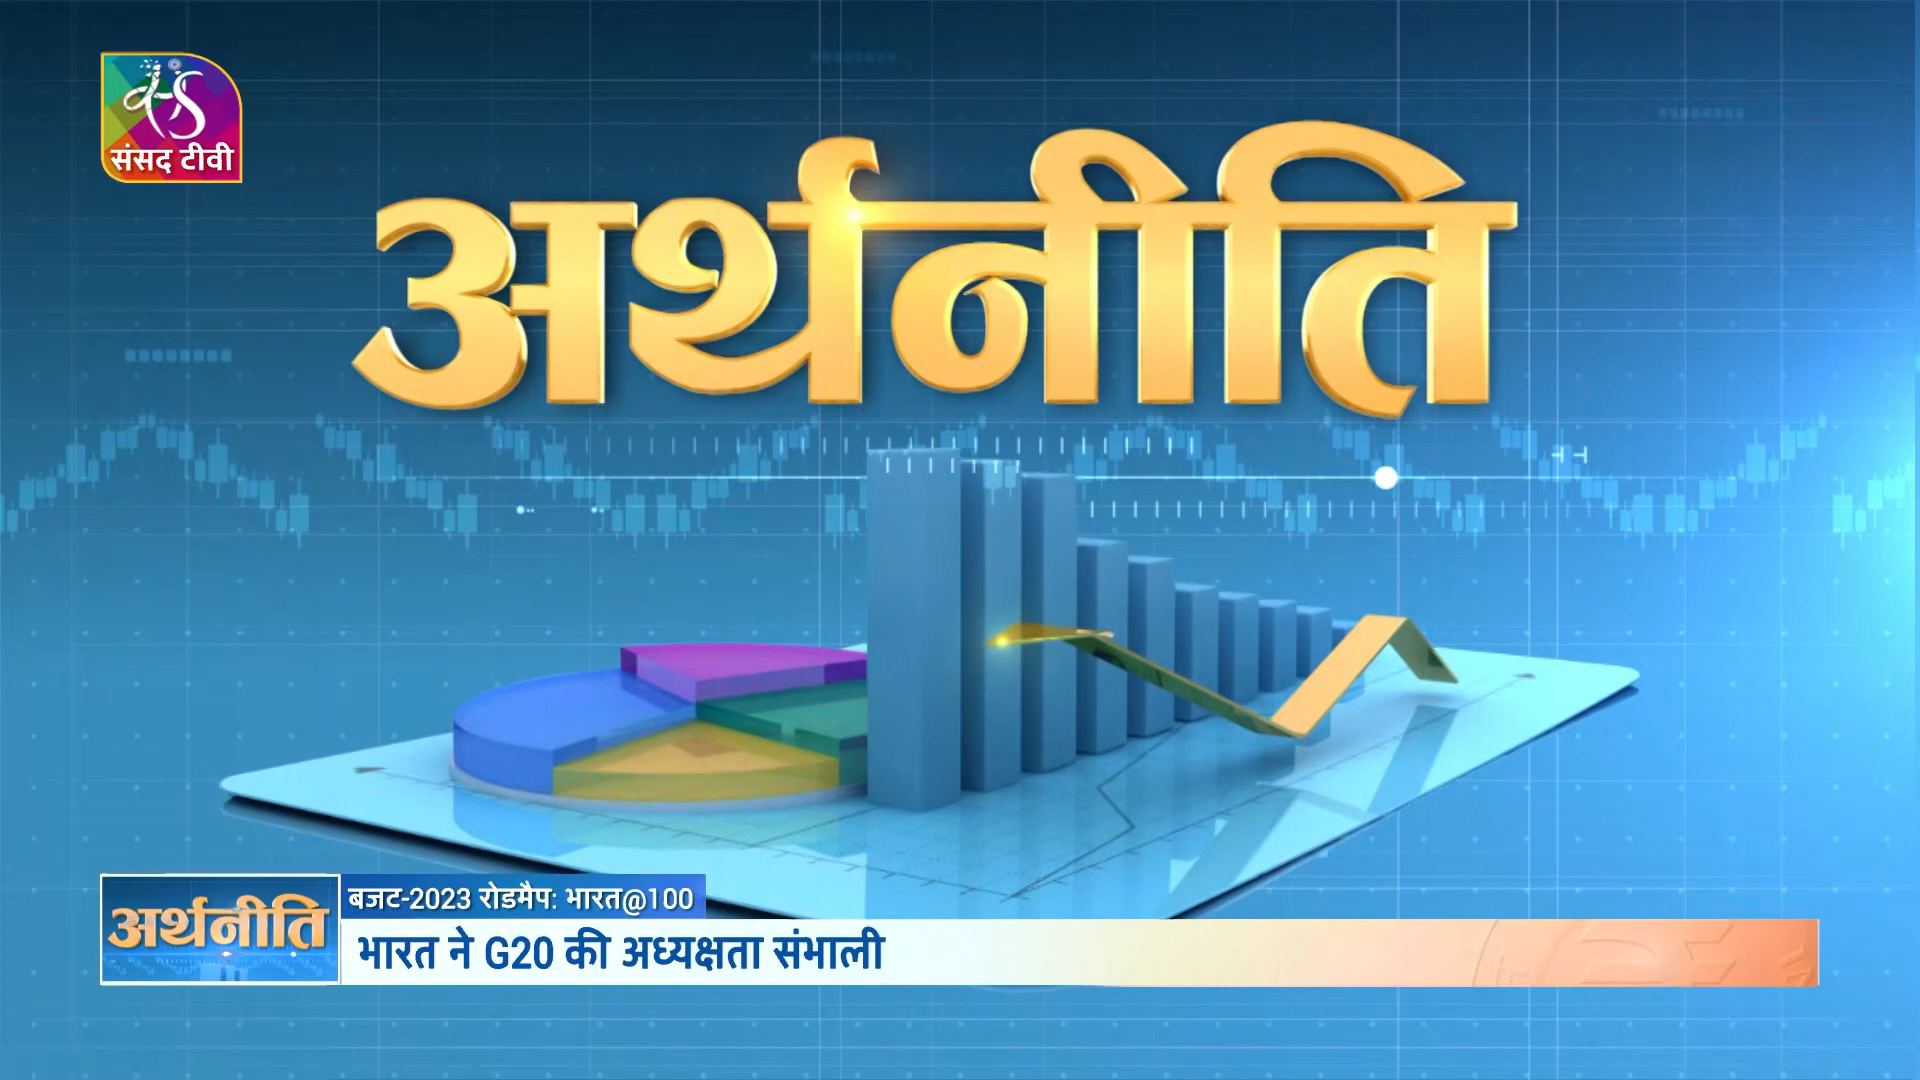 संसद टीवी
अर्थनीति
अर्थनीति
बजट-2023 रोडमैप: भारत@100
भारत ने G20 की अध्यक्षता संभाली